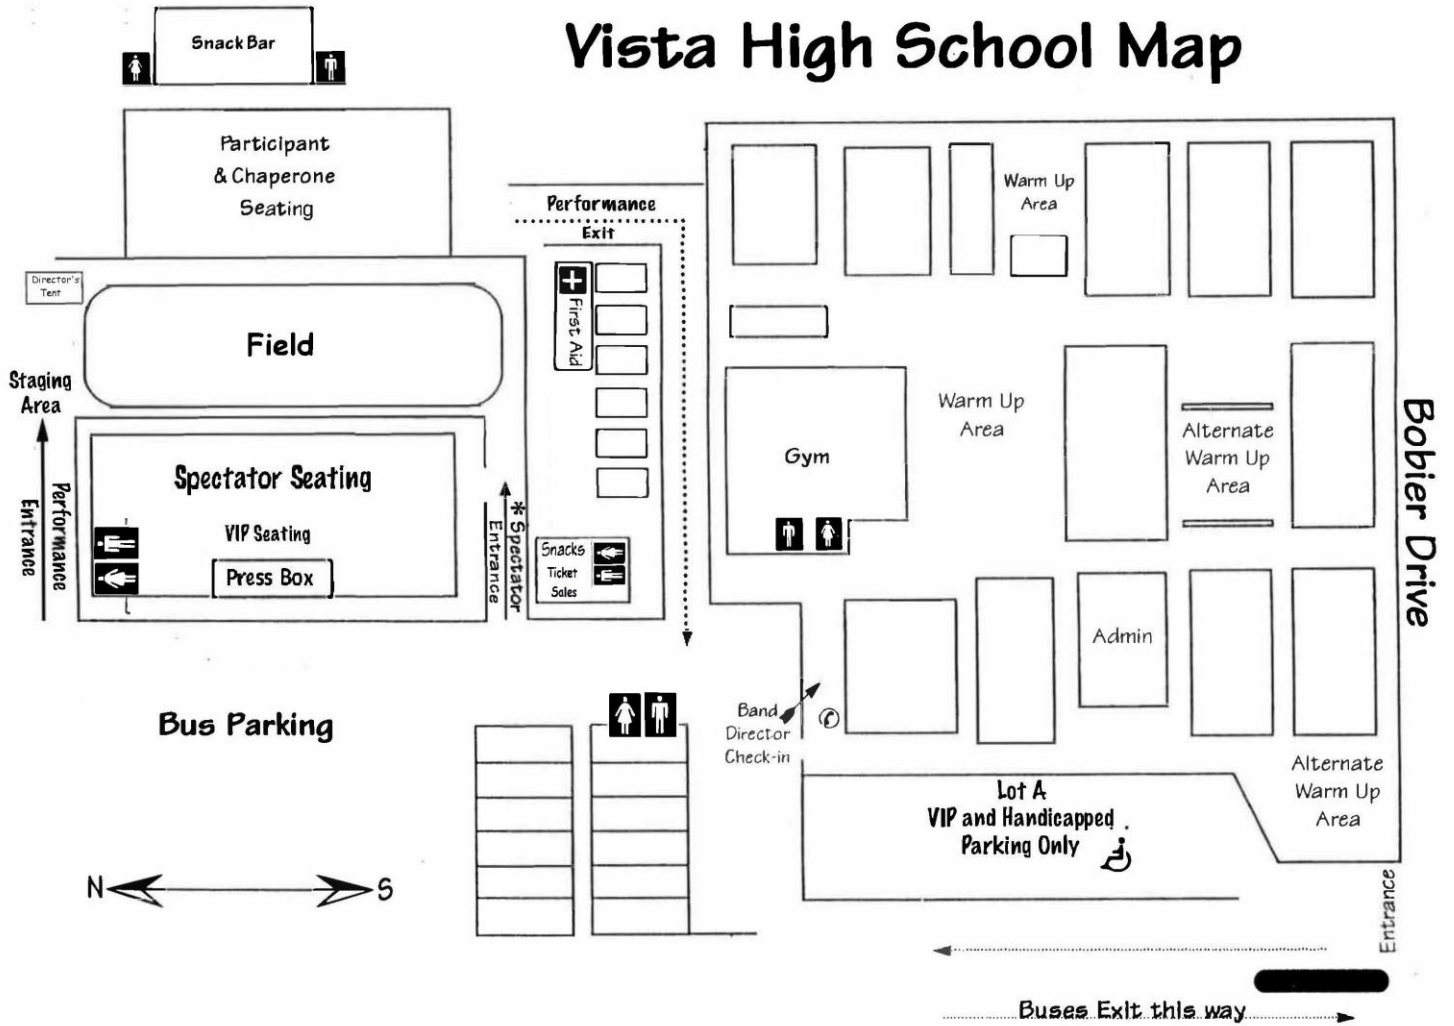 Vista High School Map
Snack Bar
Participant
& Chaperone
Seating
Performance
Exit
Director's
Tent
Field
First Aid
Staging
Area
Performance
Entrance
Spectator Seating
VIP Seating
Press Box
* Spectator
Entrance
Snacks
Ticket
Sales
Warm Up
Area
Gym
Warm Up
Area
Alternate
Warm Up
Area
Bobier Drive
Admin
Band
Director
Check-in
Bus Parking
Lot A
VIP and Handicapped
Parking Only
Alternate
Warm Up
Area
N
S
Entrance
Buses Exit this way